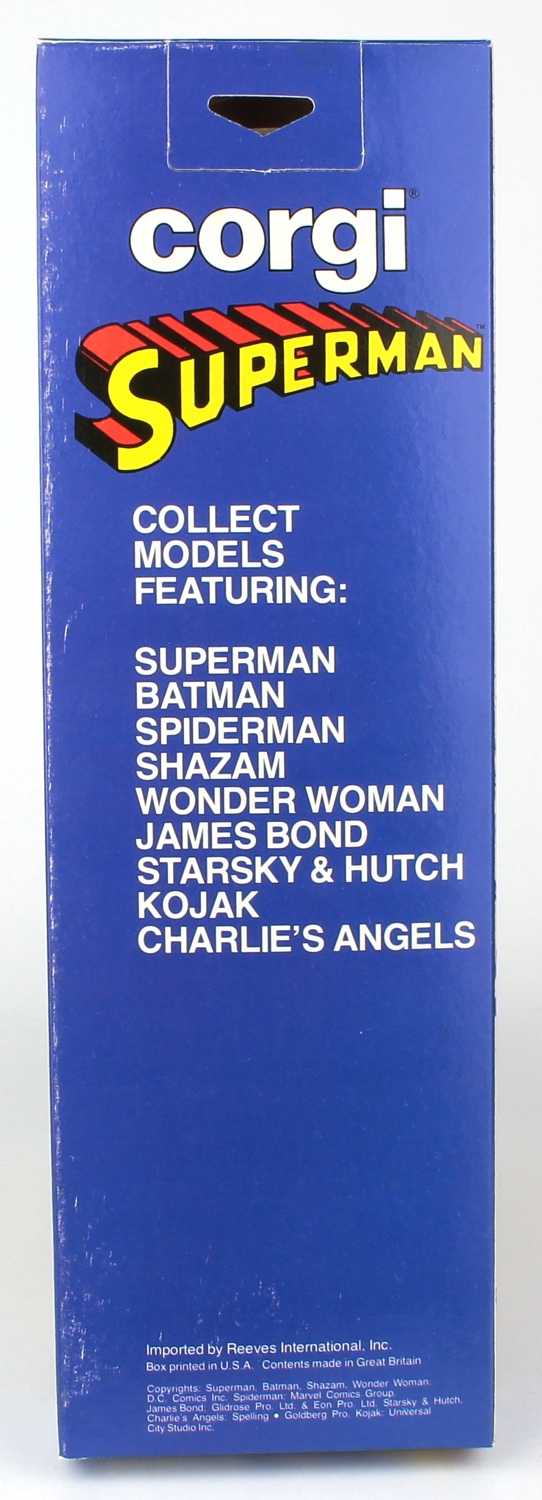 corgi®
SUPERMAN™
COLLECT
MODELS
FEATURING:
SUPERMAN
BATMAN
SPIDERMAN
SHAZAM
WONDER WOMAN
JAMES BOND
STARSKY & HUTCH
KOJAK
CHARLIE'S ANGELS
Imported by Reeves International, Inc.
Box printed in U.S.A. Contents made in Great Britain
Copyrights: Superman, Batman, Shazam, Wonder Woman:
D.C. Comics Inc. Spiderman: Marvel Comics Group.
James Bond: Glidrose Pro. Ltd. & Eon Pro. Ltd. Starsky & Hutch,
Charlie's Angels: Spelling • Goldberg Pro. Kojak: Universal
City Studio Inc.